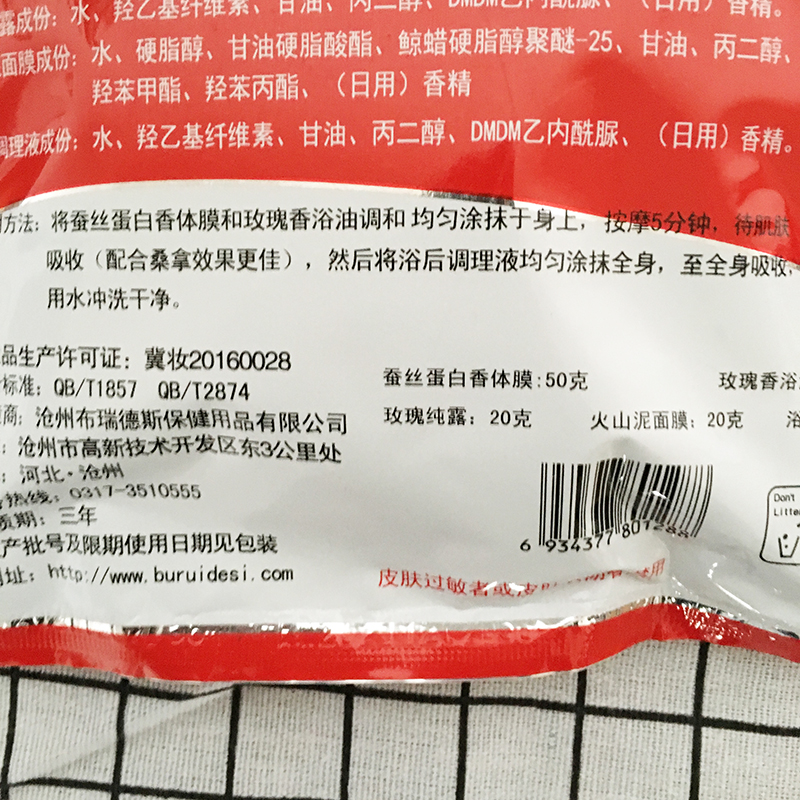 露成份：水、羟乙基纤维素、甘油、丙二醇、DMDM乙内酰脲、（日用）香精。
面膜成份：水、硬脂醇、甘油硬脂酸酯、鲸蜡硬脂醇聚醚-25、甘油、丙二醇、
羟苯甲酯、羟苯丙酯、（日用）香精
调理液成份：水、羟乙基纤维素、甘油、丙二醇、DMDM乙内酰脲、（日用）香精。
方法：将蚕丝蛋白香体膜和玫瑰香浴油调和 均匀涂抹于身上，按摩5分钟，待肌肤
吸收（配合桑拿效果更佳），然后将浴后调理液均匀涂抹全身，至全身吸收，
用水冲洗干净。
品生产许可证：冀妆20160028
标准：QB/T1857 QB/T2874
商：沧州布瑞德斯保健用品有限公司
：沧州市高新技术开发区东3公里处
：河北·沧州
热线：0317-3510555
质期：三年
产批号及限期使用日期见包装
址：http://www.buruidesi.com
蚕丝蛋白香体膜：50克 玫瑰香浴
玫瑰纯露：20克 火山泥面膜：20克 浴
6 934377 801288
Don't
Litte
皮肤过敏者或皮 用